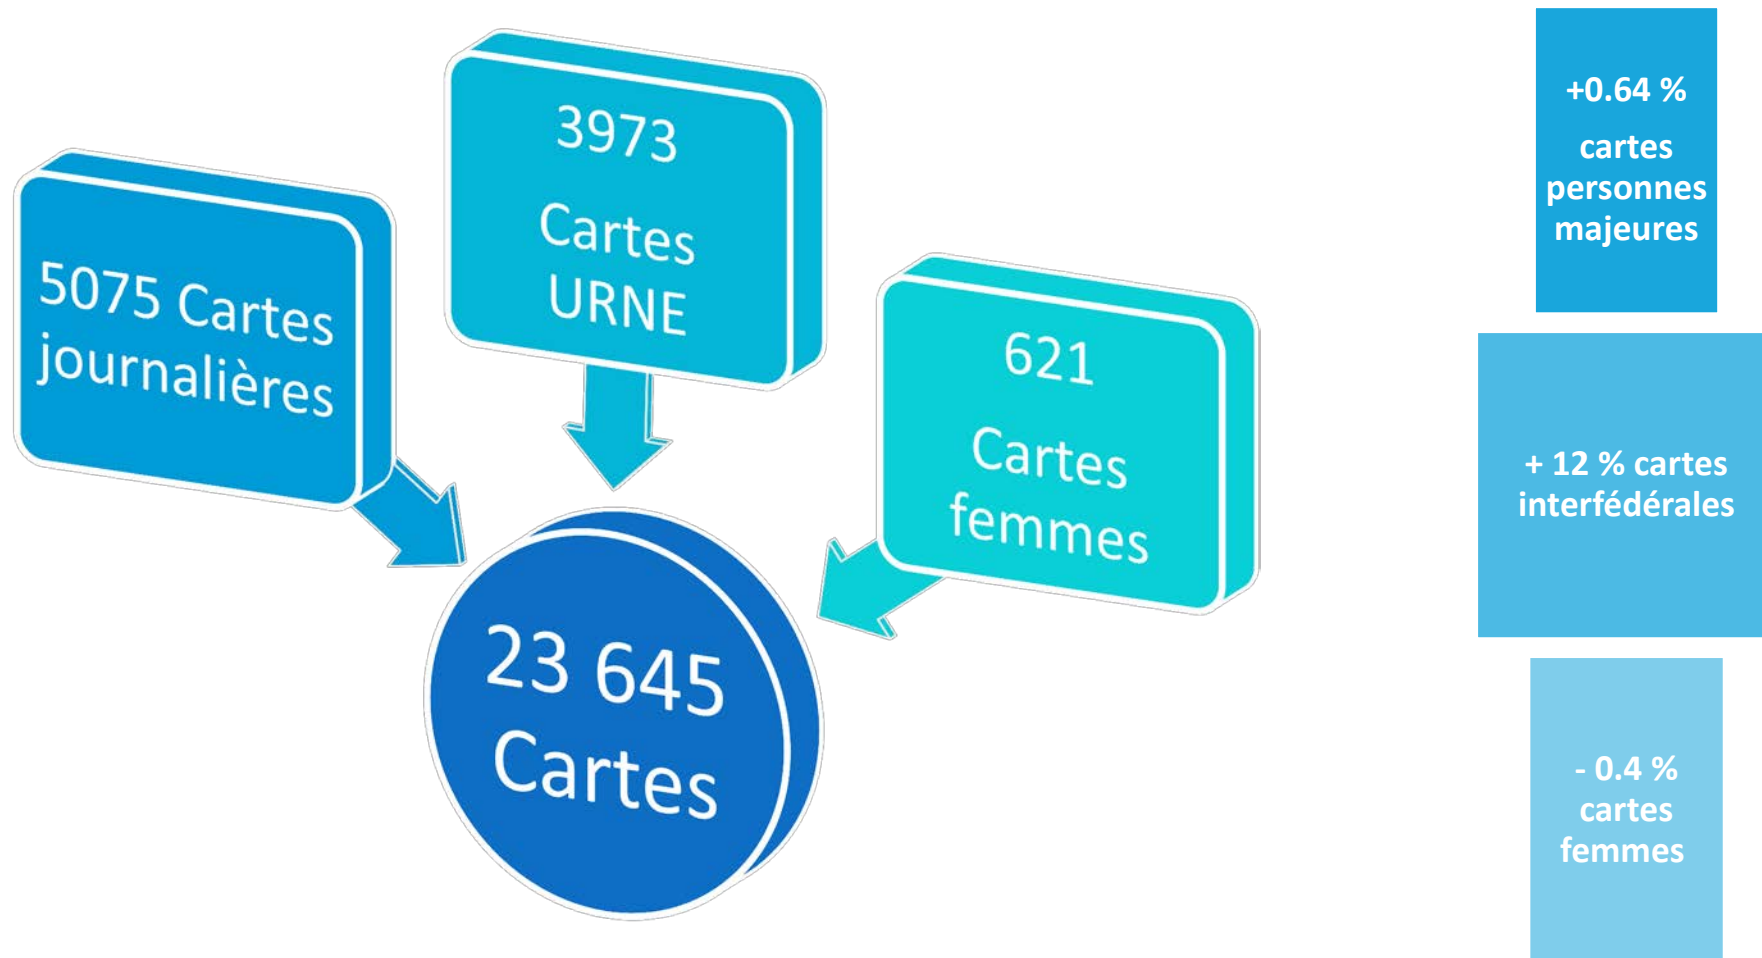 5075 Cartes
journalières
3973
Cartes
URNE
621
Cartes
femmes
23 645
Cartes
+0.64 %
cartes
personnes
majeures
+ 12 % cartes
interfédérales
- 0.4 %
cartes
femmes